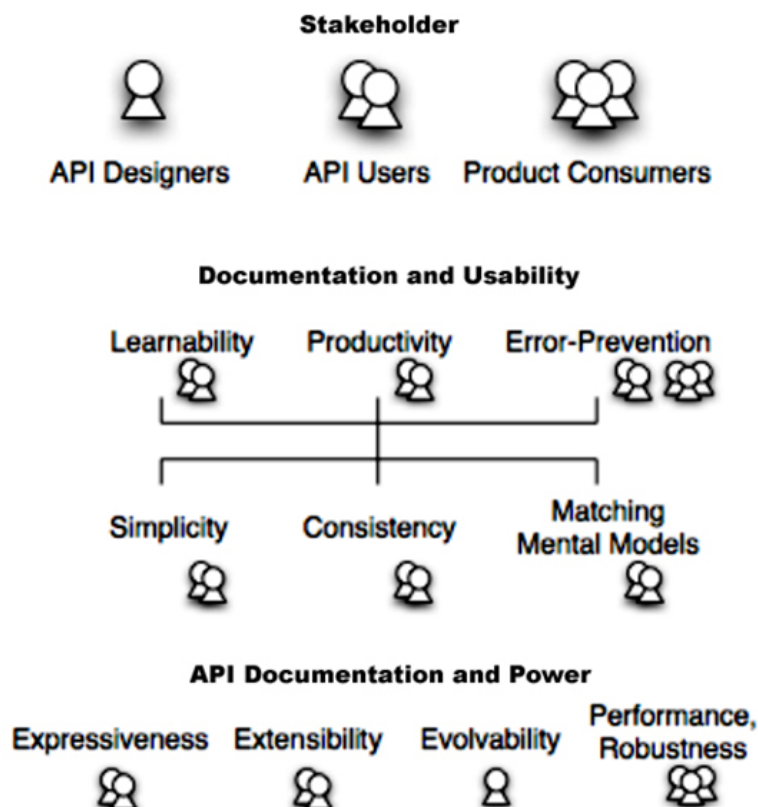 Stakeholder
API Designers API Users Product Consumers
Documentation and Usability
Learnability Productivity Error-Prevention
Simplicity Consistency Matching
Mental Models
API Documentation and Power
Expressiveness Extensibility Evolvability Performance,
Robustness